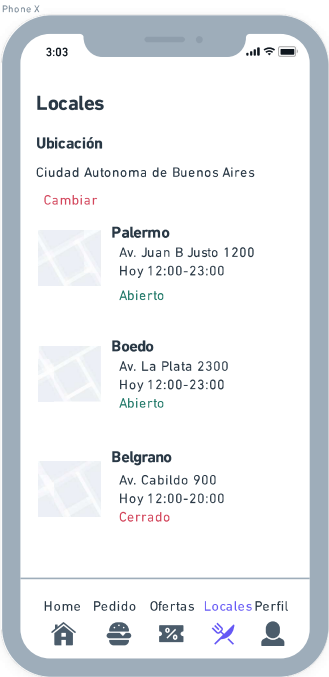 Phone X
3:03
Locales
Ubicación
Ciudad Autonoma de Buenos Aires
Cambiar
Palermo
Av. Juan B Justo 1200
Hoy 12:00-23:00
Abierto
Boedo
Av. La Plata 2300
Hoy 12:00-23:00
Abierto
Belgrano
Av. Cabildo 900
Hoy 12:00-20:00
Cerrado
Home Pedido Ofertas Locales Perfil
%